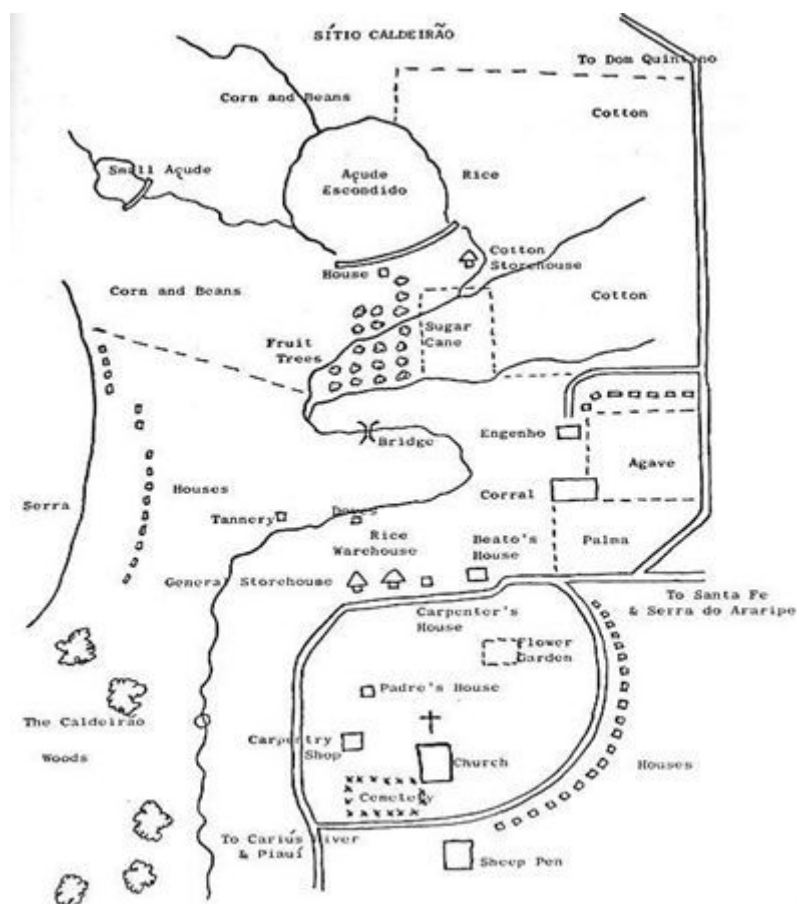 SÍTIO CALDEIRÃO
To Dom Quintino
Corn and Beans
Cotton
Small Açude
Açude
Escondido
Rice
Cotton
Storehouse
House
Corn and Beans
Cotton
Sugar
Cane
Fruit
Trees
Bridge
Engenho
Agave
Houses
Corral
Serra
Tannery
Doves
Rice
Warehouse
Beato's
House
Palma
General Storehouse
To Santa Fe
& Serra do Araripe
Carpenter's
House
Flower
Garden
Padre's House
The Caldeirão
Woods
Carpentry
Shop
Church
Houses
Cemetery
To Cariús River
& Piauí
Sheep Pen